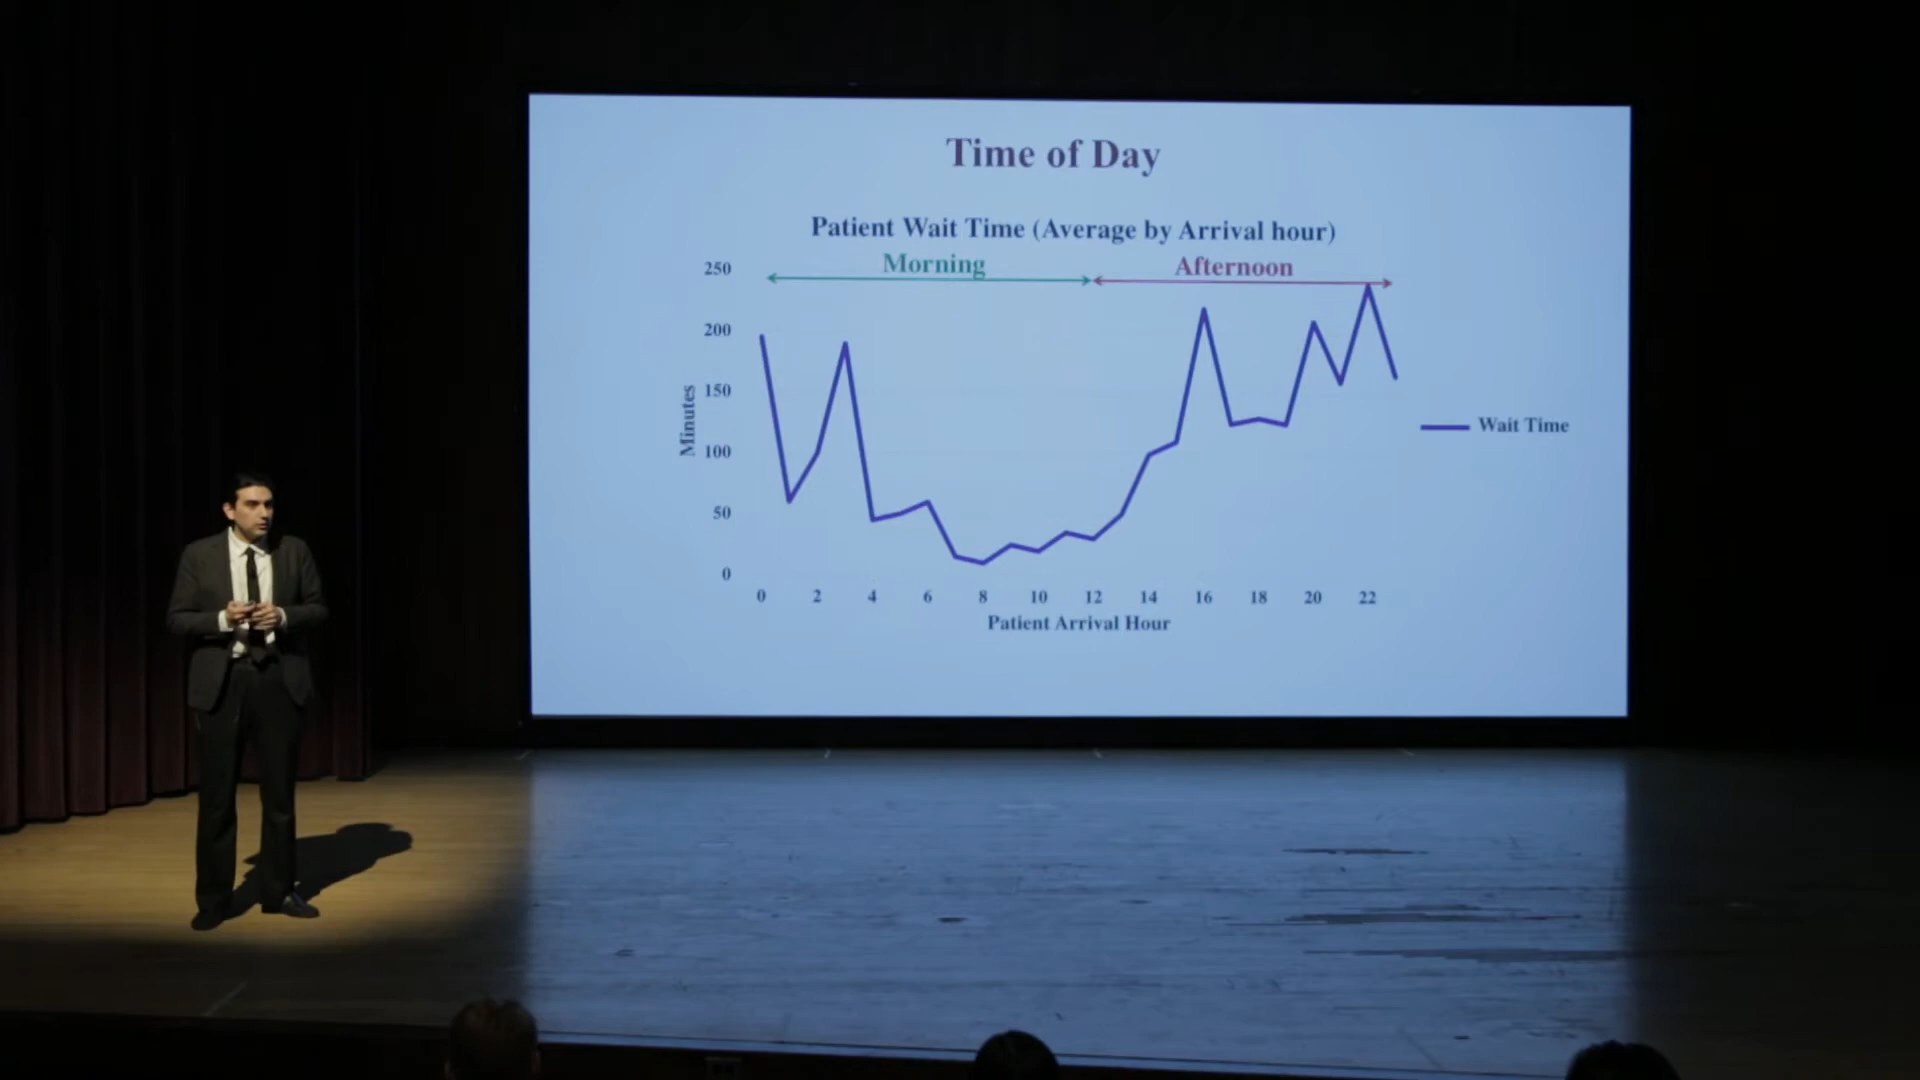 Time of Day
Patient Wait Time (Average by Arrival hour)
Morning
Afternoon
250
200
150
100
50
0
Minutes
Wait Time
0 2 4 6 8 10 12 14 16 18 20 22
Patient Arrival Hour